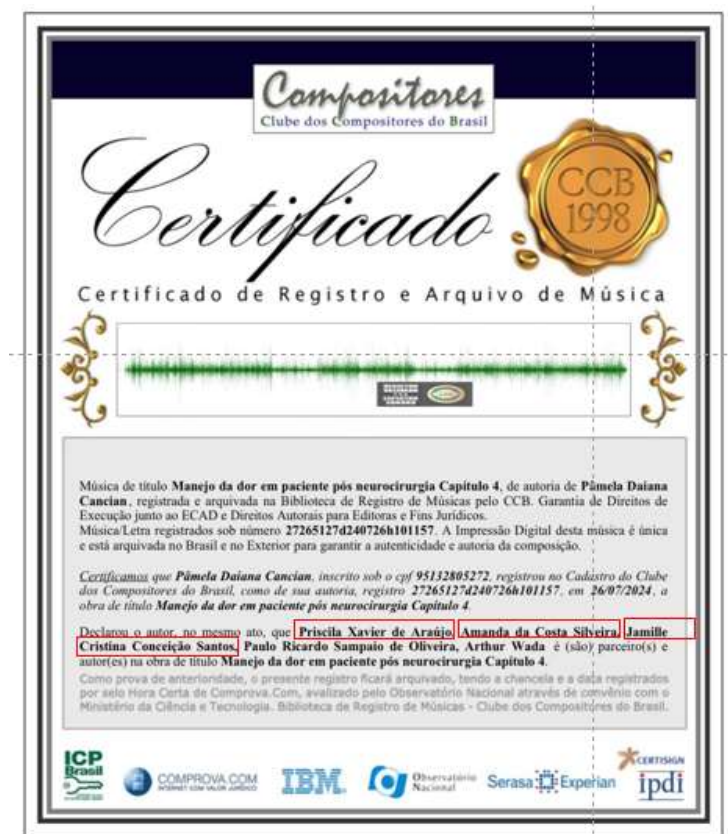 Compositores
Clube dos Compositores do Brasil
CCB
1998
Certificado
Certificado de Registro e Arquivo de Música
Música de titulo Manejo da dor em paciente pós neurocirurgia Capitulo 4, de autoria de Pâmela Daiana
Cancian, registrada e arquivada na Biblioteca de Registro de Músicas pelo CCB. Garantia de Direitos de
Execução junto ao ECAD e Direitos Autorais para Editoras e Fins Jurídicos.
Música/Letra registrados sob número 27265127d240726h101157. A Impressão Digital desta música é única
e está arquivada no Brasil e no Exterior para garantir a autenticidade e autoria da composição.
Certificamos que Pâmela Daiana Cancian, inscrito sob o cpf 95132805272, registrou no Cadastro do Clube
dos Compositores do Brasil, como de sua autoria, registro 27265127d240726h101157, em 26/07/2024, a
obra de titulo Manejo da dor em paciente pós neurocirurgia Capitulo 4.
Declarou o autor, no mesmo ato, que Priscila Xavier de Araújo, Amanda da Costa Silveira, Jamille
Cristina Conceição Santos, Paulo Ricardo Sampaio de Oliveira, Arthur Wada é (são) parceiro(s) e
autor(es) na obra de titulo Manejo da dor em paciente pós neurocirurgia Capitulo 4.
Como prova de anterioridade, o presente registro ficará arquivado, tendo a chancela e a data registrados
por selo Hora Certa de Comprova.Com, avalizado pelo Observatório Nacional através de convênio com o
Ministério da Ciência e Tecnologia. Biblioteca de Registro de Músicas - Clube dos Compositores do Brasil.
ICP
Brasil
COMPROVA.COM
INTERNET COM VALOR JURÍDICO
IBM.
Observatório
Nacional
Serasa Experian
CERTISIGN
ipdi